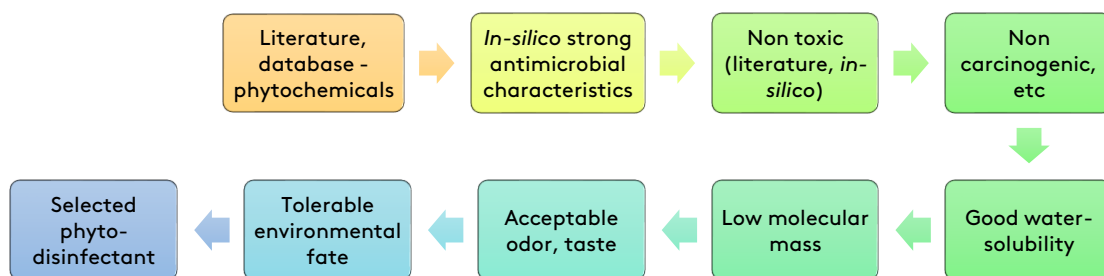 Literature,
database -
phytochemicals
In-silico strong
antimicrobial
characteristics
Non toxic
(literature, in-
silico)
Non
carcinogenic,
etc
Good water-
solubility
Low molecular
mass
Acceptable
odor, taste
Tolerable
environmental
fate
Selected
phyto-
disinfectant